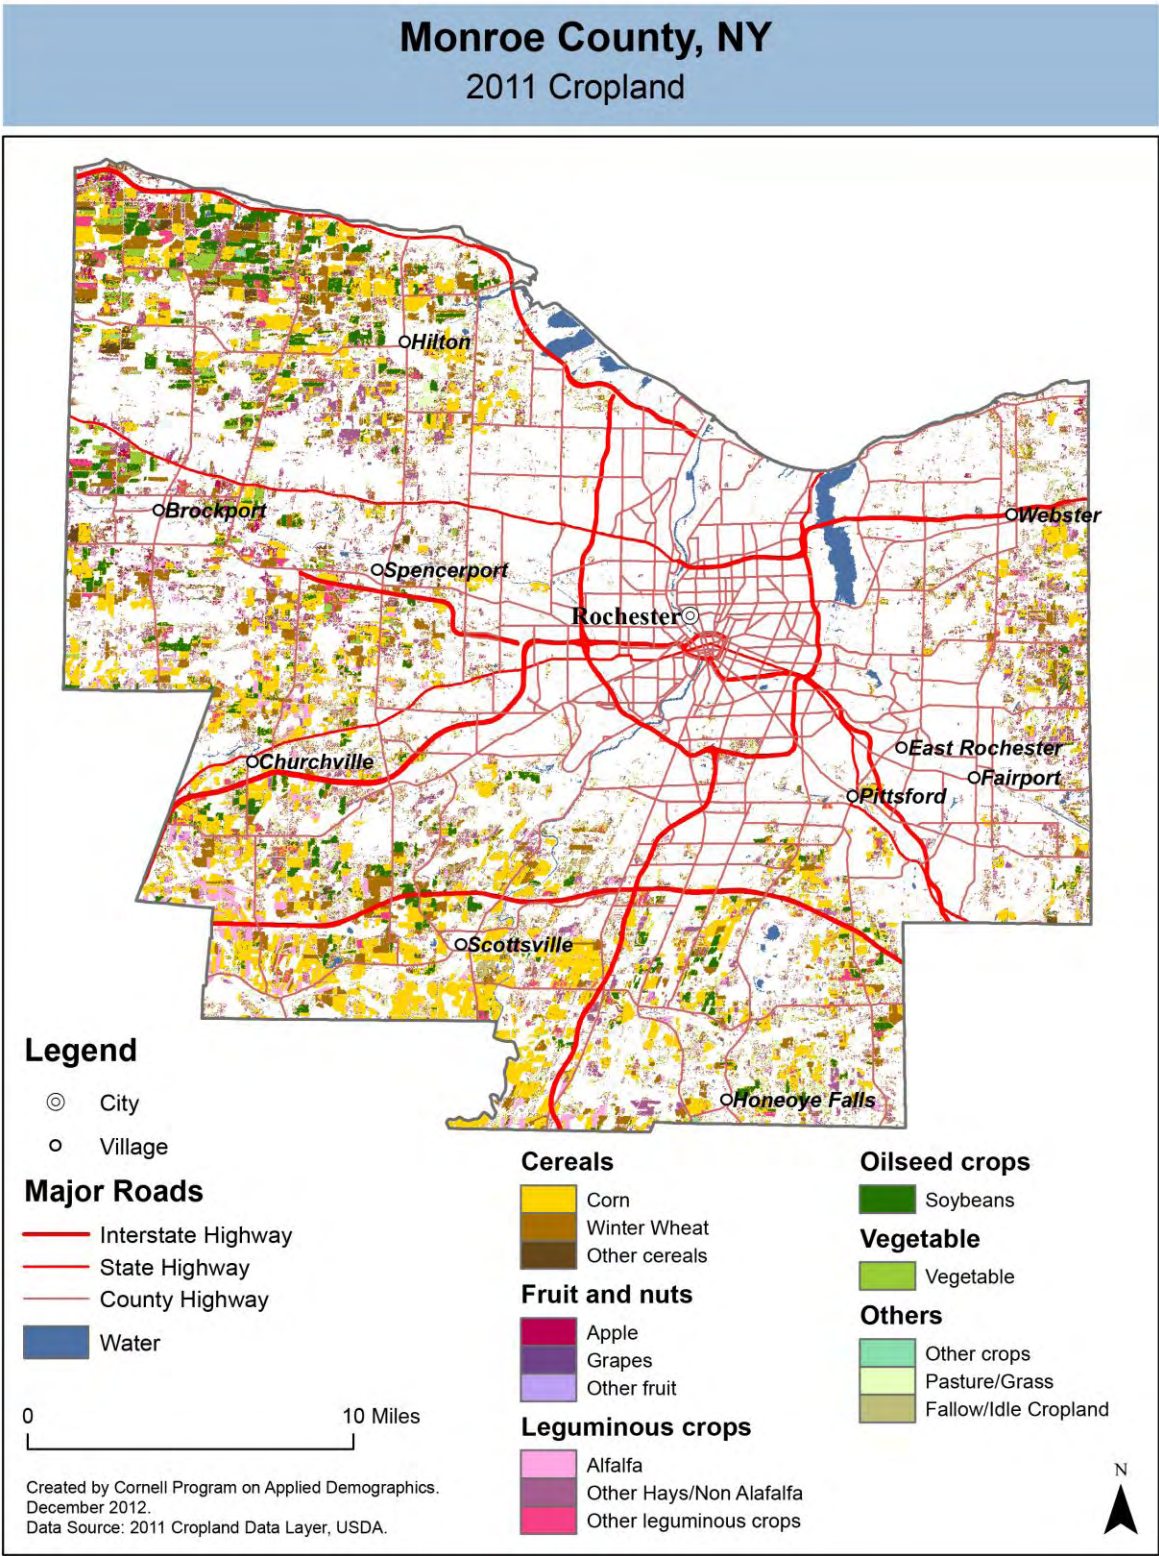 Monroe County, NY
2011 Cropland
Hilton
Brockport
Webster
Spencerport
Rochester
East Rochester
Churchville
Fairport
Pittsford
Scottsville
Honeoye Falls
Legend
City
Village
Major Roads
Interstate Highway
State Highway
County Highway
Water
0 10 Miles
Created by Cornell Program on Applied Demographics.
December 2012.
Data Source: 2011 Cropland Data Layer, USDA.
Cereals
Corn
Winter Wheat
Other cereals
Fruit and nuts
Apple
Grapes
Other fruit
Leguminous crops
Alfalfa
Other Hays/Non Alafalfa
Other leguminous crops
Oilseed crops
Soybeans
Vegetable
Vegetable
Others
Other crops
Pasture/Grass
Fallow/Idle Cropland
N